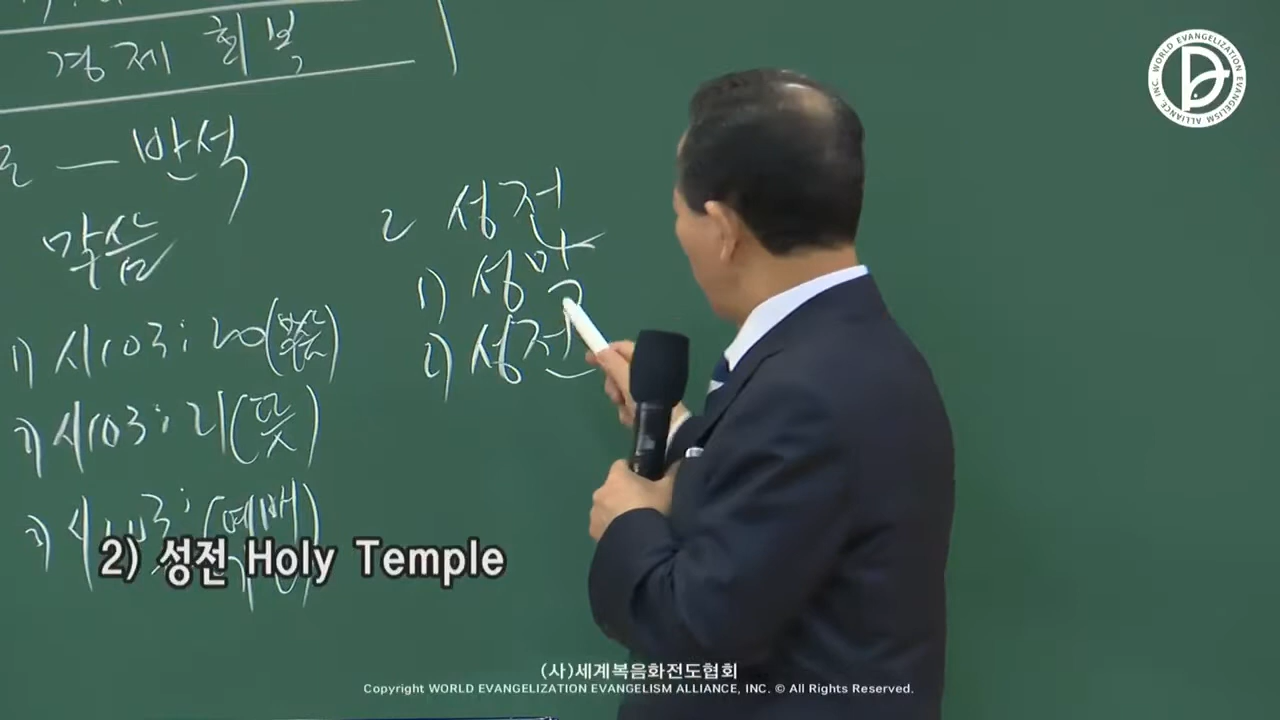 경제 회복
— 반석
말씀
1) 시103:20(말씀)
2) 시103:21(뜻)
3) 시103:(예배)
2 성전
1) 성막
2) 성전
2) 성전 Holy Temple
WORLD EVANGELIZATION EVANGELISM ALLIANCE, INC.
(사)세계복음화전도협회
Copyright WORLD EVANGELIZATION EVANGELISM ALLIANCE, INC. © All Rights Reserved.